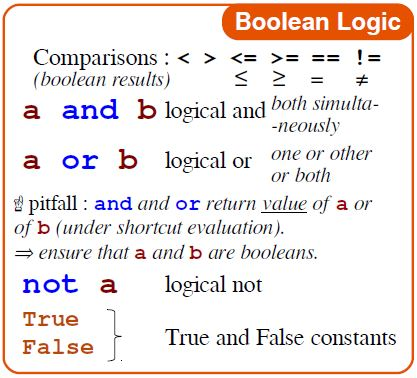 Boolean Logic
Comparisons : < > <= >= == !=
(boolean results) ≤ ≥ = ≠
a and b logical and both simulta-
-neously
a or b logical or one or other
or both
☝ pitfall : and and or return value of a or
of b (under shortcut evaluation).
⇒ ensure that a and b are booleans.
not a logical not
True
False
True and False constants